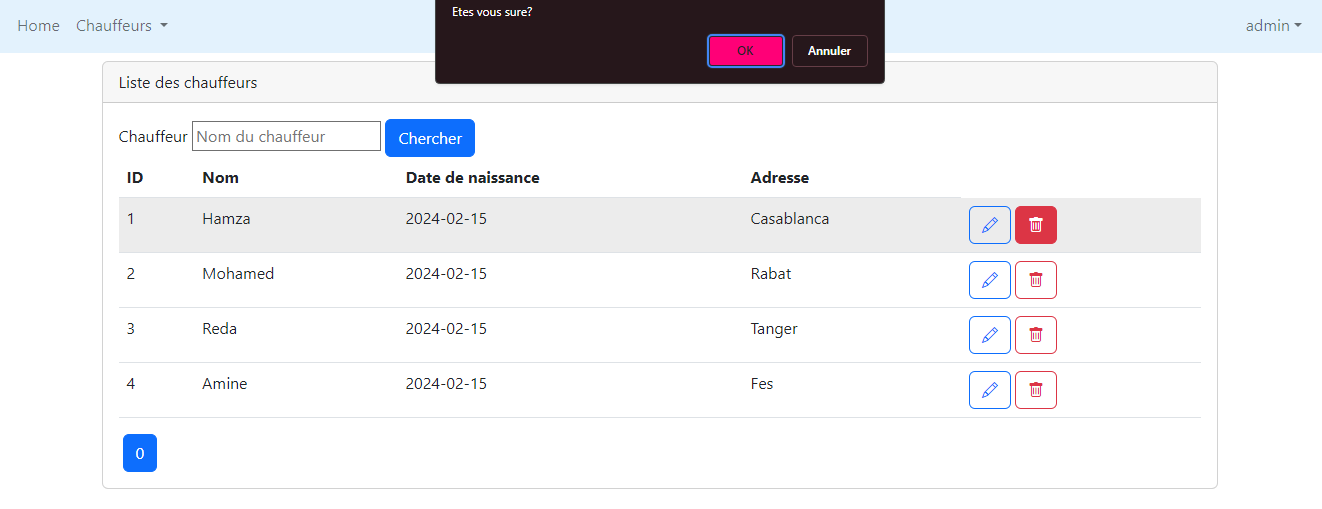 Home Chauffeurs admin
Etes vous sure?
OK Annuler
Liste des chauffeurs
Chauffeur Nom du chauffeur Chercher
ID Nom Date de naissance Adresse
1 Hamza 2024-02-15 Casablanca
2 Mohamed 2024-02-15 Rabat
3 Reda 2024-02-15 Tanger
4 Amine 2024-02-15 Fes
0